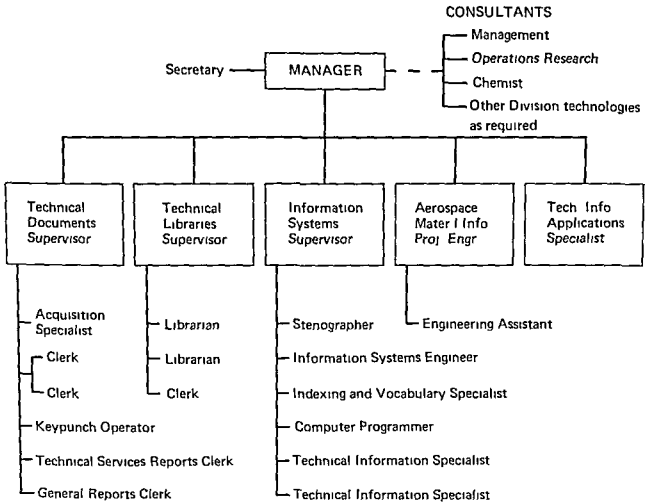 CONSULTANTS
Management
Operations Research
Chemist
Other Division technologies
as required
Secretary
MANAGER
Technical
Documents
Supervisor
Technical
Libraries
Supervisor
Information
Systems
Supervisor
Aerospace
Mater'l Info
Proj Engr
Tech Info
Applications
Specialist
Acquisition
Specialist
Clerk
Clerk
Keypunch Operator
Technical Services Reports Clerk
General Reports Clerk
Librarian
Librarian
Clerk
Stenographer
Information Systems Engineer
Indexing and Vocabulary Specialist
Computer Programmer
Technical Information Specialist
Technical Information Specialist
Engineering Assistant